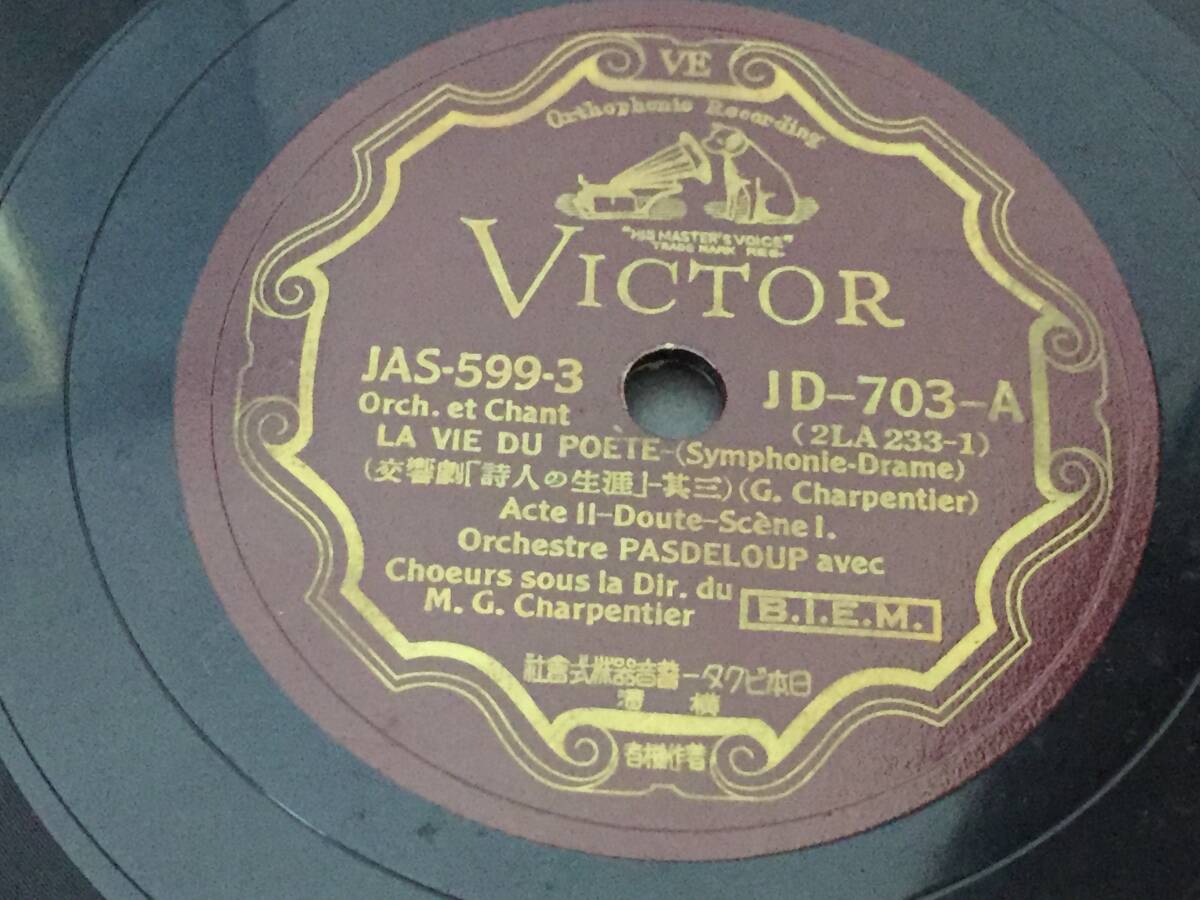 VE
Orthophonic Recording
"HIS MASTER'S VOICE"
TRADE MARK REG.
VICTOR
JAS-599-3
JD-703-A
Orch. et Chant
(2LA 233-1)
LA VIE DU POÈTE-(Symphonie-Drame)
(交響劇「詩人の生涯」-其三)(G. Charpentier)
Acte II-Doute-Scène I.
Orchestre PASDELOUP avec
Choeurs sous la Dir. du
M. G. Charpentier
B.I.E.M.
社會式株器音蓄ータクビ本日
濱 横
有權作著